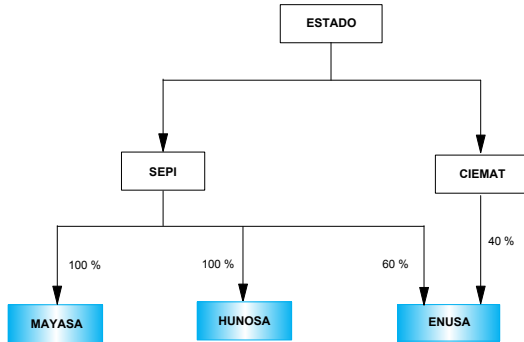 ESTADO
SEPI
CIEMAT
100 %
100 %
60 %
40 %
MAYASA
HUNOSA
ENUSA